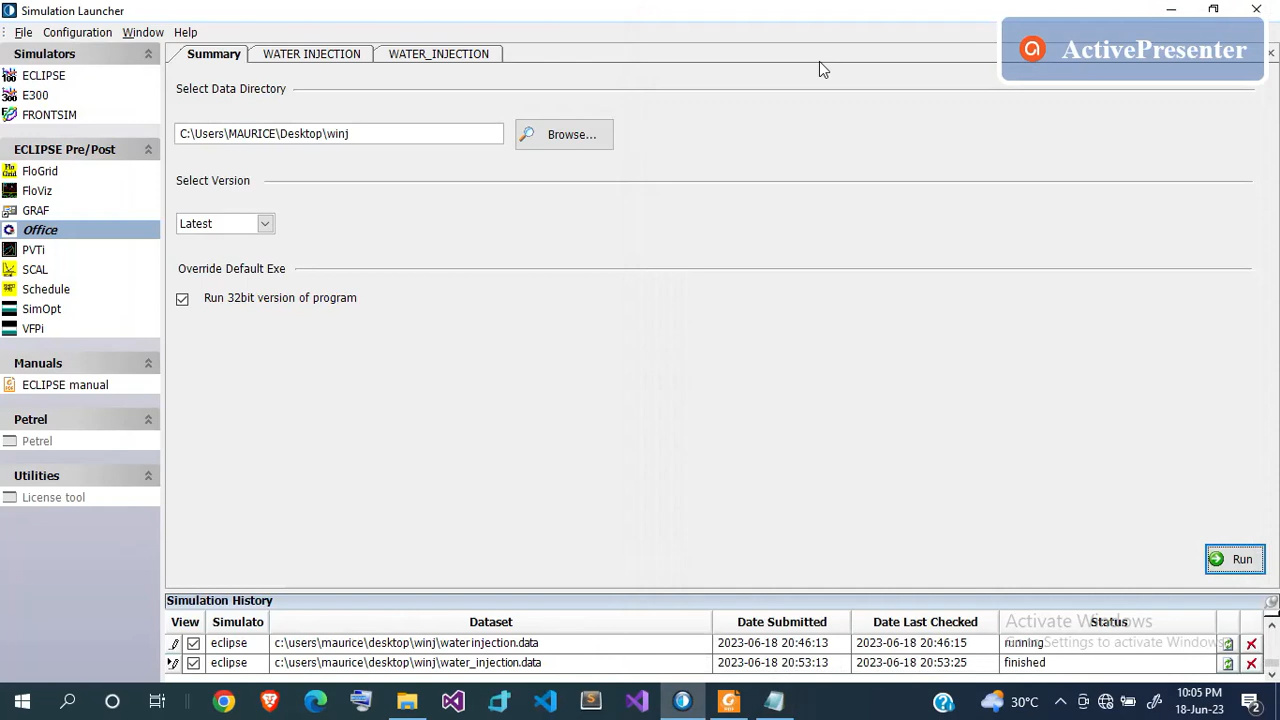 Simulation Launcher
File Configuration Window Help
ActivePresenter
Simulators
ECLIPSE
E300
FRONTSIM
ECLIPSE Pre/Post
FloGrid
FloViz
GRAF
Office
PVTi
SCAL
Schedule
SimOpt
VFPi
Manuals
ECLIPSE manual
Petrel
Petrel
Utilities
License tool
Summary WATER INJECTION WATER_INJECTION
Select Data Directory
C:\Users\MAURICE\Desktop\winj Browse...
Select Version
Latest
Override Default Exe
Run 32bit version of program
Run
Simulation History
View Simulato Dataset Date Submitted Date Last Checked Status
eclipse c:\users\maurice\desktop\winj\water injection.data 2023-06-18 20:46:13 2023-06-18 20:46:15 running
eclipse c:\users\maurice\desktop\winj\water_injection.data 2023-06-18 20:53:13 2023-06-18 20:53:25 finished
Activate Windows
Go to Settings to activate Windows.
30°C 10:05 PM
18-Jun-23 2